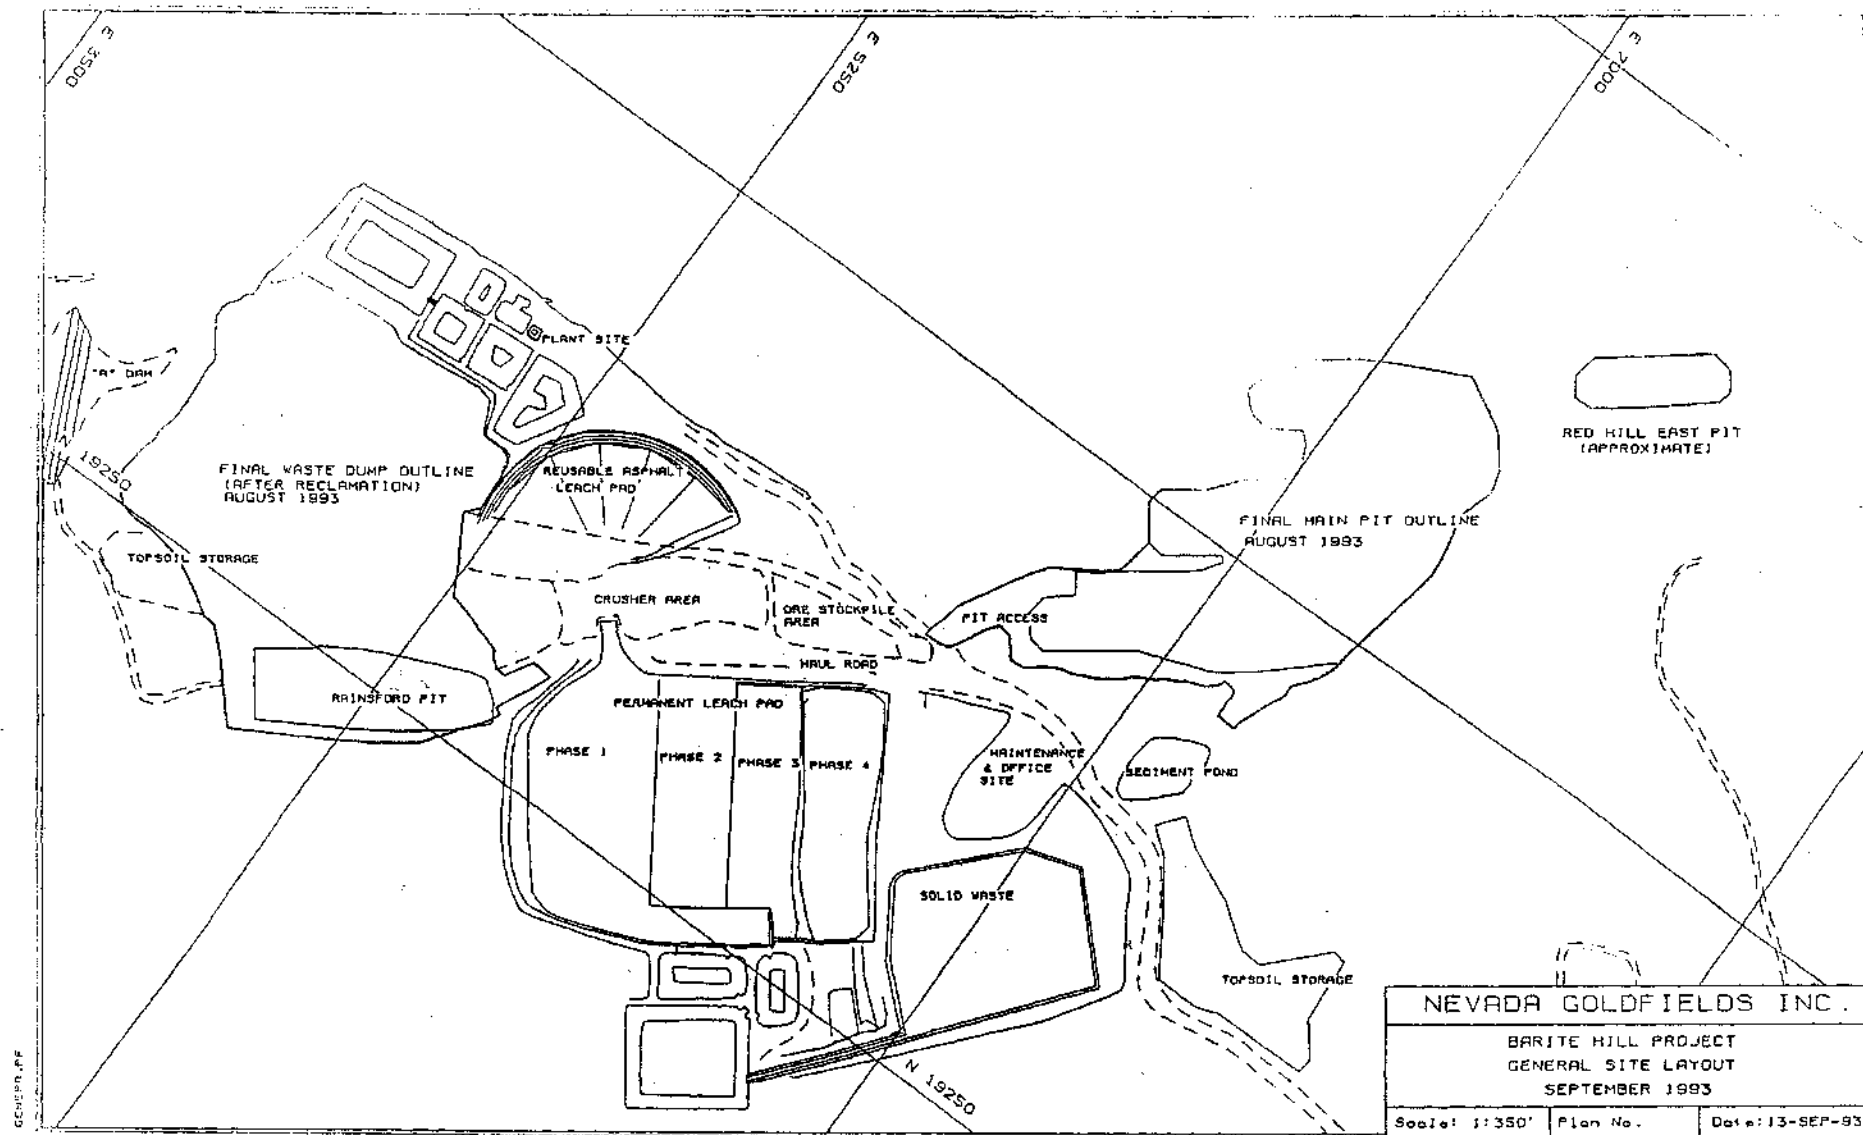 E 3500
E 5250
E 7000
PLANT SITE
"A" DAM
RED HILL EAST PIT
(APPROXIMATE)
N 19250
FINAL WASTE DUMP OUTLINE
(AFTER RECLAMATION)
AUGUST 1993
REUSABLE ASPHALT
LEACH PAD
FINAL MAIN PIT OUTLINE
AUGUST 1993
TOPSOIL STORAGE
CRUSHER AREA
ORE STOCKPILE
AREA
PIT ACCESS
HAUL ROAD
RAINSFORD PIT
PERMANENT LEACH PAD
PHASE 1
PHASE 2
PHASE 3
PHASE 4
MAINTENANCE
& OFFICE
SITE
SEDIMENT POND
SOLID WASTE
TOPSOIL STORAGE
N 19250
NEVADA GOLDFIELDS INC.
BARITE HILL PROJECT
GENERAL SITE LAYOUT
SEPTEMBER 1993
Scale: 1:350'
Plan No.
Date:13-SEP-93